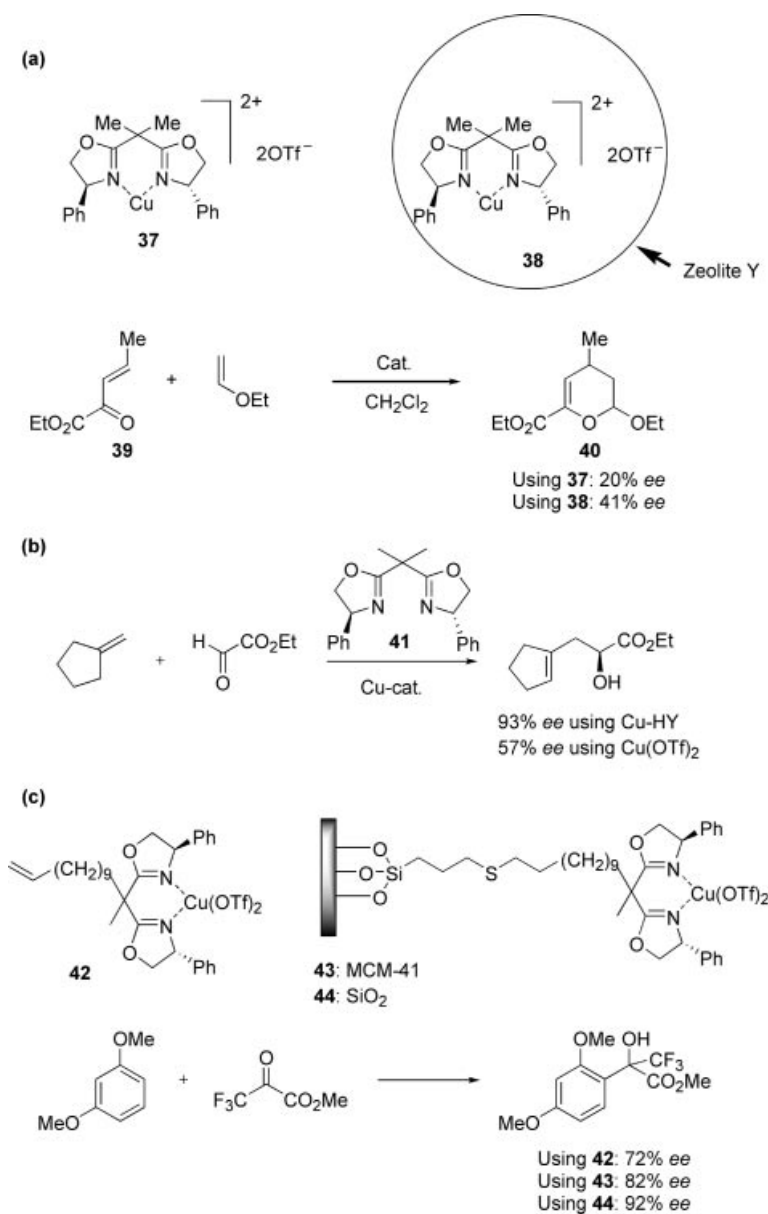 (a)
Me Me
2+
O O
2OTf⁻
N N
Cu
Ph Ph
37
Me Me
2+
O O
2OTf⁻
N N
Cu
Ph Ph
38
Zeolite Y
Me
EtO₂C O
39
+
OEt
Cat.
CH₂Cl₂
Me
EtO₂C O OEt
40
Using 37: 20% ee
Using 38: 41% ee
(b)
+
H CO₂Et
O
O O
N N
Ph Ph
41
Cu-cat.
CO₂Et
OH
93% ee using Cu-HY
57% ee using Cu(OTf)₂
(c)
Ph
O
(CH₂)₉ N
Cu(OTf)₂
N
O
Ph
42
O
O Si
O
S
(CH₂)₉
Ph
O
N
Cu(OTf)₂
N
O
Ph
43: MCM-41
44: SiO₂
OMe
MeO
+
O
F₃C CO₂Me
OMe OH
CF₃
CO₂Me
MeO
Using 42: 72% ee
Using 43: 82% ee
Using 44: 92% ee